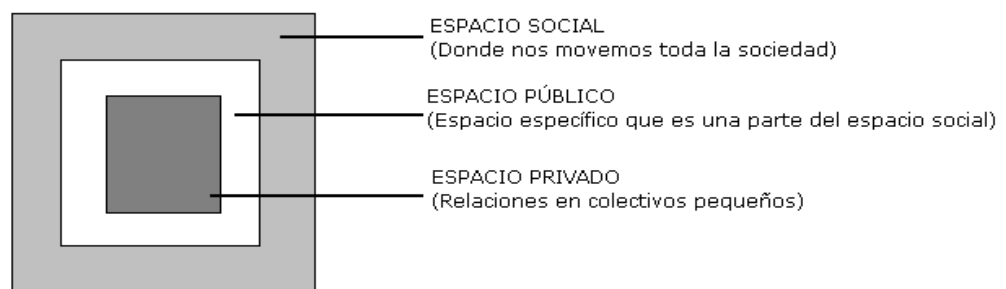 ESPACIO SOCIAL
(Donde nos movemos toda la sociedad)
ESPACIO PÚBLICO
(Espacio específico que es una parte del espacio social)
ESPACIO PRIVADO
(Relaciones en colectivos pequeños)